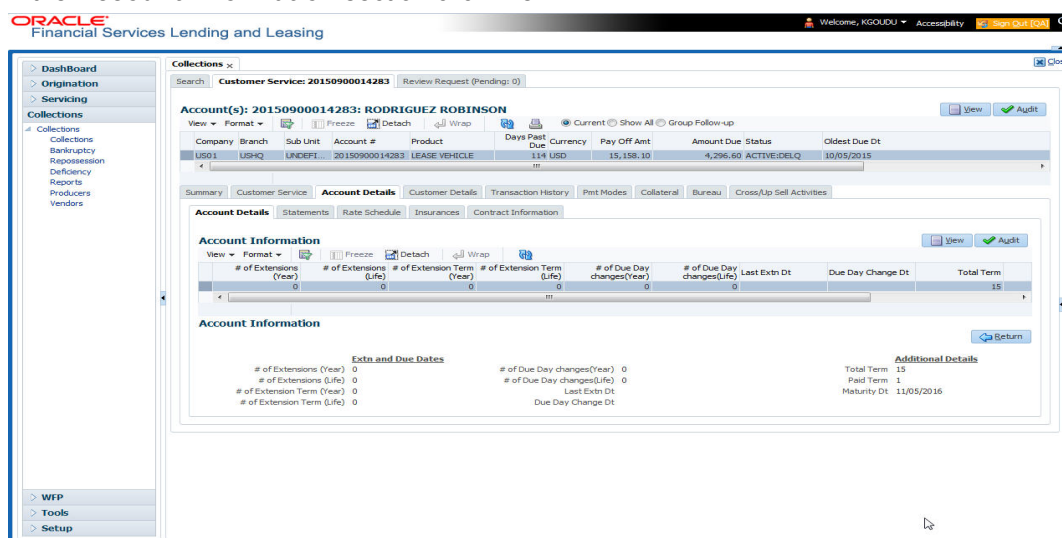 ORACLE
Financial Services Lending and Leasing
Welcome, KGOUDU Accessibility Sign Out [QA]
DashBoard
Origination
Servicing
Collections
Collections
Collections
Bankruptcy
Repossession
Deficiency
Reports
Producers
Vendors
WFP
Tools
Setup
Collections x
Clos
Search Customer Service: 20150900014283 Review Request (Pending: 0)
Account(s): 20150900014283: RODRIGUEZ ROBINSON
View Audit
View Format Freeze Detach Wrap Current Show All Group Follow-up
Company Branch Sub Unit Account # Product Days Past Due Currency Pay Off Amt Amount Due Status Oldest Due Dt
US01 USHQ UNDEFI... 20150900014283 LEASE VEHICLE 114 USD 15,158.10 4,296.60 ACTIVE:DELQ 10/05/2015
Summary Customer Service Account Details Customer Details Transaction History Pmt Modes Collateral Bureau Cross/Up Sell Activities
Account Details Statements Rate Schedule Insurances Contract Information
Account Information
View Audit
View Format Freeze Detach Wrap
# of Extensions (Year) # of Extensions (Life) # of Extension Term (Year) # of Extension Term (Life) # of Due Day changes(Year) # of Due Day changes(Life) Last Extn Dt Due Day Change Dt Total Term
0 0 0 0 0 0 15
Account Information
Return
Extn and Due Dates
# of Extensions (Year) 0
# of Extensions (Life) 0
# of Extension Term (Year) 0
# of Extension Term (Life) 0
# of Due Day changes(Year) 0
# of Due Day changes(Life) 0
Last Extn Dt
Due Day Change Dt
Additional Details
Total Term 15
Paid Term 1
Maturity Dt 11/05/2016